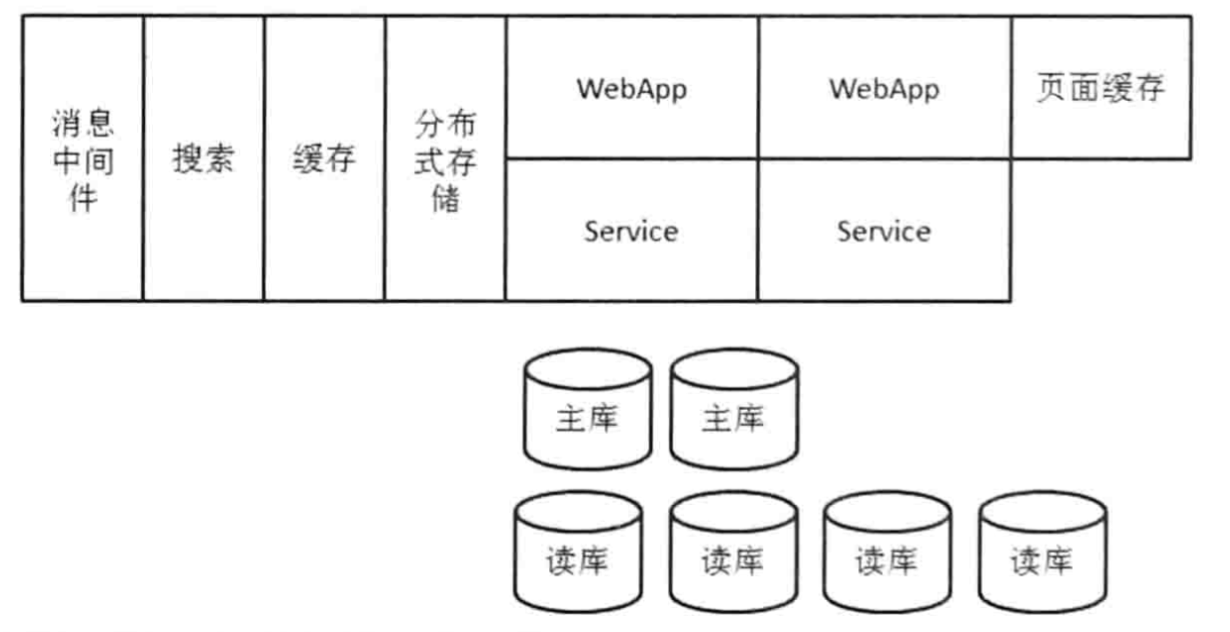 消息
中间
件
搜索
缓存
分布
式存
储
WebApp
WebApp
页面缓存
Service
Service
主库
主库
读库
读库
读库
读库